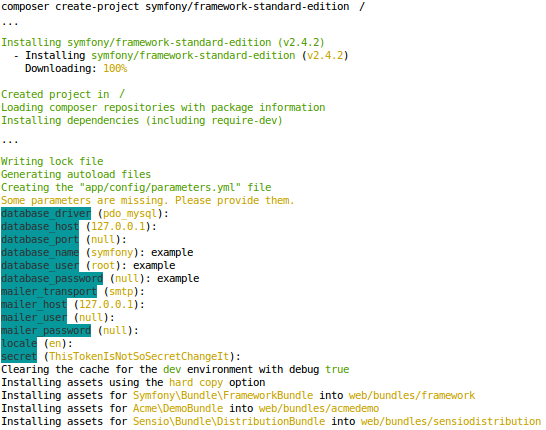 composer create-project symfony/framework-standard-edition /
...
Installing symfony/framework-standard-edition (v2.4.2)
- Installing symfony/framework-standard-edition (v2.4.2)
Downloading: 100%
Created project in /
Loading composer repositories with package information
Installing dependencies (including require-dev)
...
Writing lock file
Generating autoload files
Creating the "app/config/parameters.yml" file
Some parameters are missing. Please provide them.
database_driver (pdo_mysql):
database_host (127.0.0.1):
database_port (null):
database_name (symfony): example
database_user (root): example
database_password (null): example
mailer_transport (smtp):
mailer_host (127.0.0.1):
mailer_user (null):
mailer_password (null):
locale (en):
secret (ThisTokenIsNotSoSecretChangeIt):
Clearing the cache for the dev environment with debug true
Installing assets using the hard copy option
Installing assets for Symfony\Bundle\FrameworkBundle into web/bundles/framework
Installing assets for Acme\DemoBundle into web/bundles/acmedemo
Installing assets for Sensio\Bundle\DistributionBundle into web/bundles/sensiodistribution